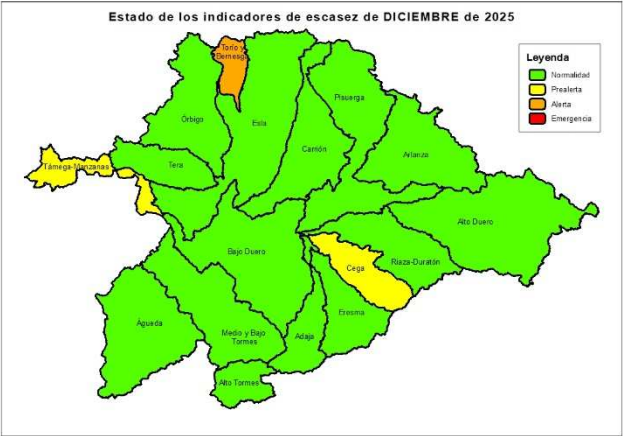 Estado de los indicadores de escasez de DICIEMBRE de 2025
Leyenda
Normalidad
Prealerta
Alerta
Emergencia
Torío y
Bernesga
Pisuerga
Órbigo
Esla
Carrión
Arlanza
Támega-Manzanas
Tera
Alto Duero
Bajo Duero
Riaza-Duratón
Cega
Eresma
Águeda
Medio y Bajo
Tormes
Adaja
Alto Tormes